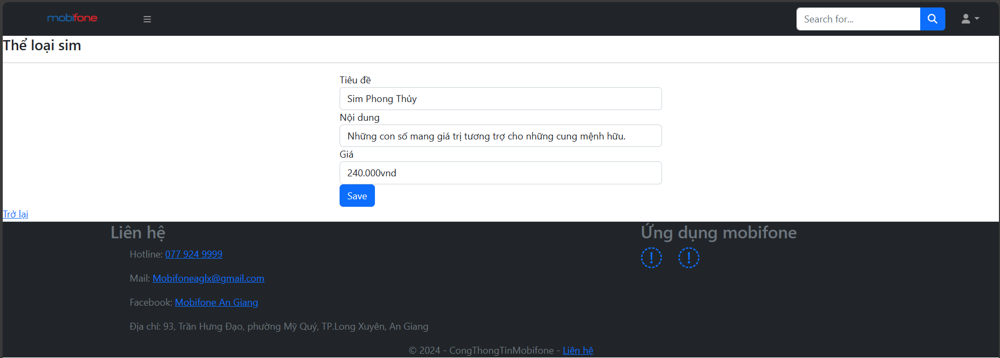 mobifone
Search for...
Thể loại sim
Tiêu đề
Sim Phong Thủy
Nội dung
Những con số mang giá trị tương trợ cho những cung mệnh hữu.
Giá
240.000vnd
Save
Trở lại
Liên hệ
Hotline: 077 924 9999
Mail: Mobifoneaglx@gmail.com
Facebook: Mobifone An Giang
Địa chỉ: 93, Trần Hưng Đạo, phường Mỹ Quý, TP.Long Xuyên, An Giang
Ứng dụng mobifone
© 2024 - CongThongTinMobifone - Liên hệ